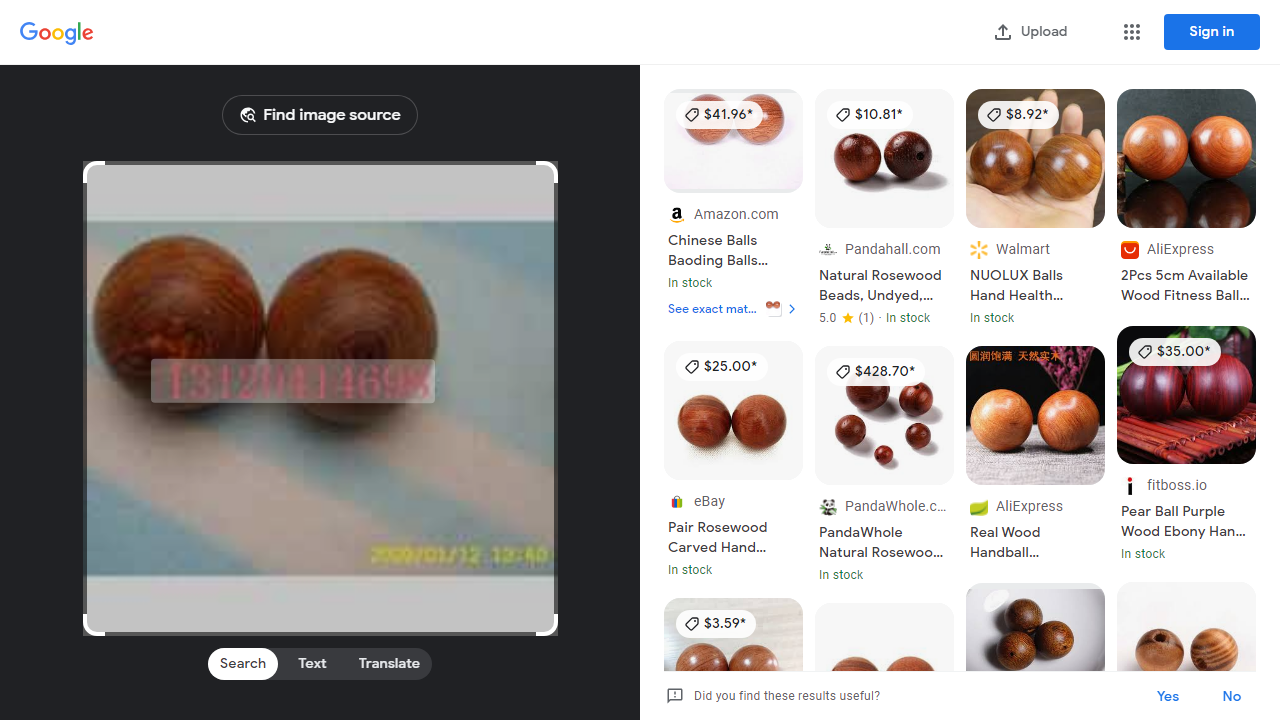 Google
Upload
Sign in
Find image source
13120414698
2009/01/12 13:40
Search
Text
Translate
$41.96*
Amazon.com
Chinese Balls
Baoding Balls...
In stock
See exact mat...
$25.00*
eBay
Pair Rosewood
Carved Hand...
In stock
$3.59*
$10.81*
Pandahall.com
Natural Rosewood
Beads, Undyed,...
5.0 (1) · In stock
$428.70*
PandaWhole.c...
PandaWhole
Natural Rosewoo...
In stock
$8.92*
Walmart
NUOLUX Balls
Hand Health...
In stock
圆润饱满 天然实木
AliExpress
Real Wood
Handball...
AliExpress
2Pcs 5cm Available
Wood Fitness Ball...
$35.00*
fitboss.io
Pear Ball Purple
Wood Ebony Han...
In stock
Did you find these results useful?
Yes
No